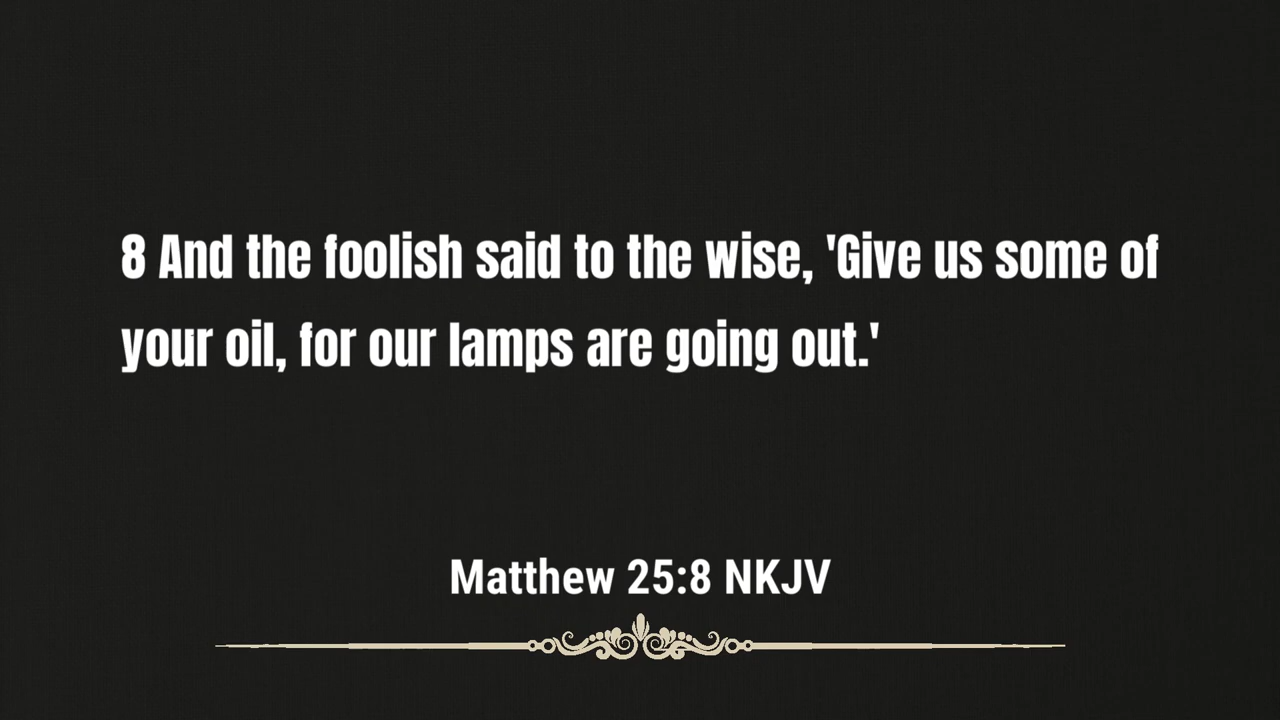 8 And the foolish said to the wise, 'Give us some of
your oil, for our lamps are going out.'
Matthew 25:8 NKJV